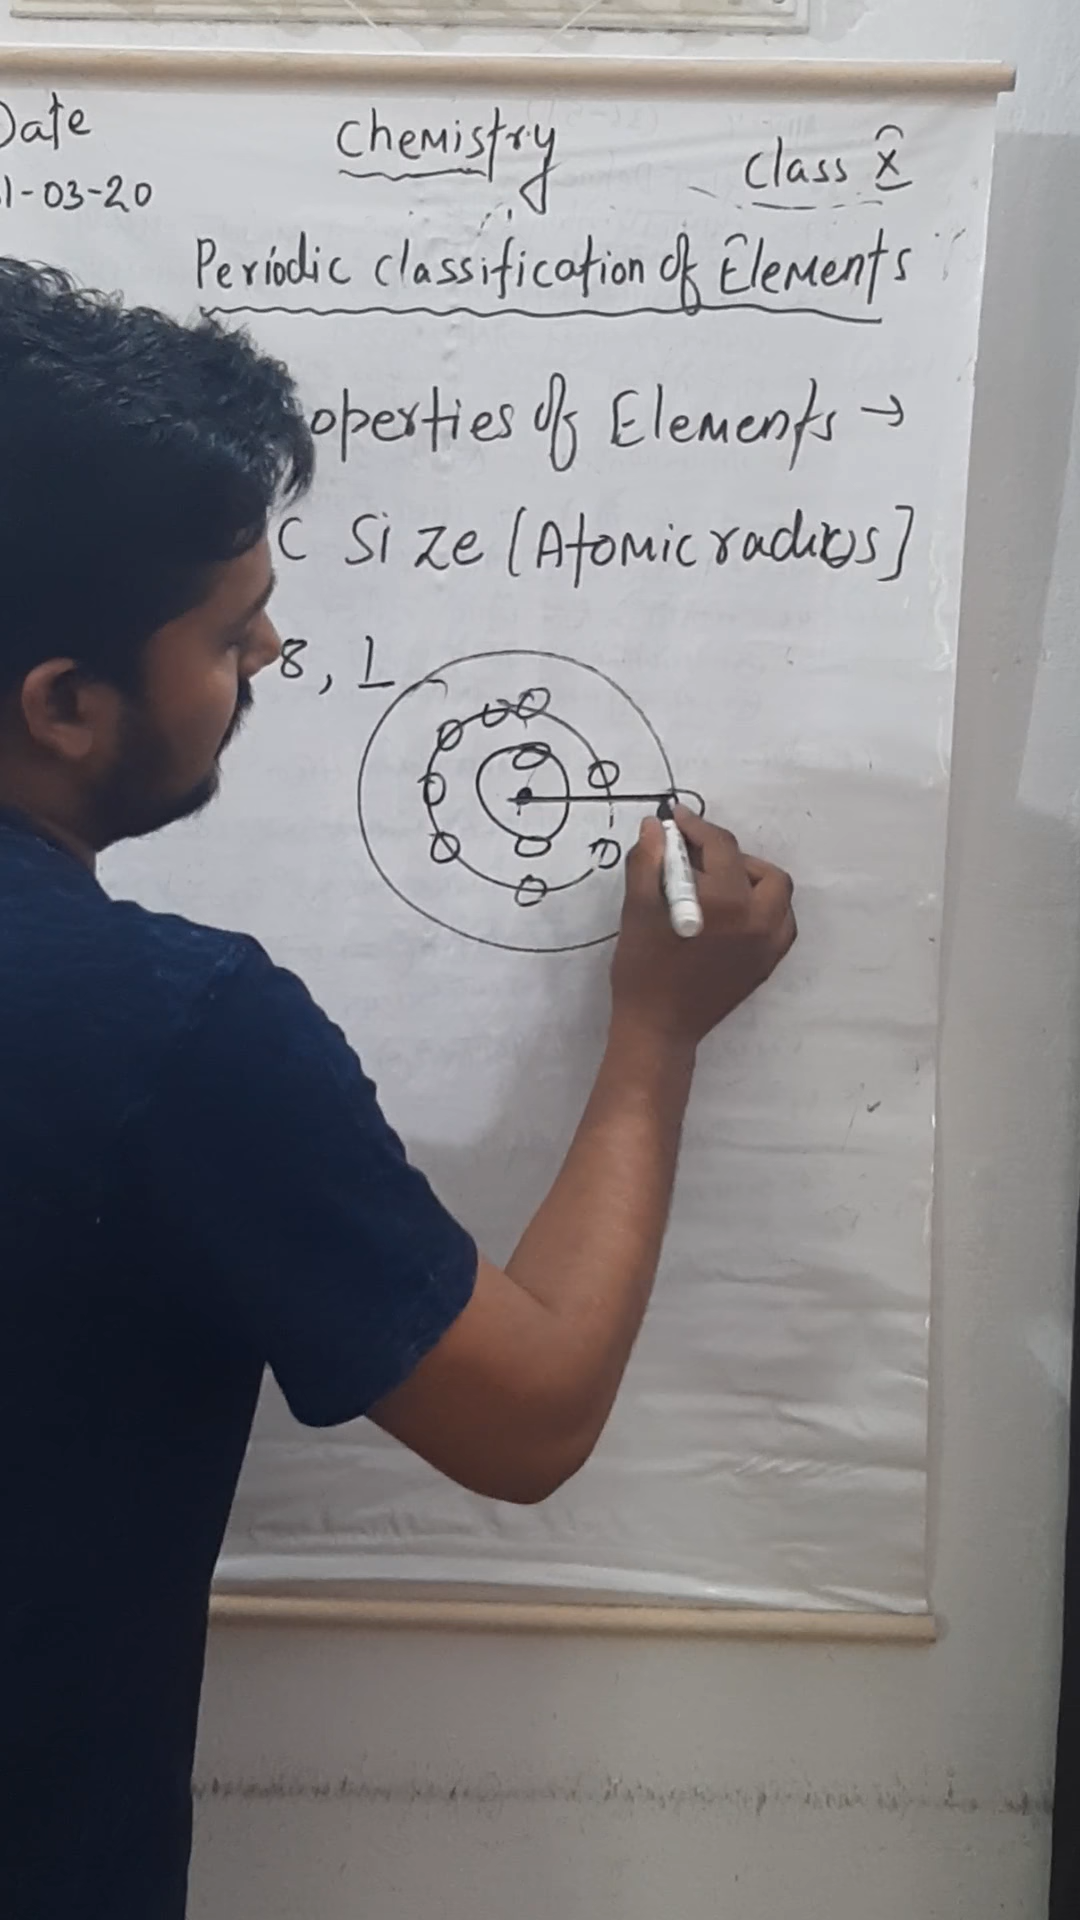 Date Chemistry Class X
1-03-20
Periodic classification of Elements
operties of Elements →
c Size [Atomic radius]
8, 1